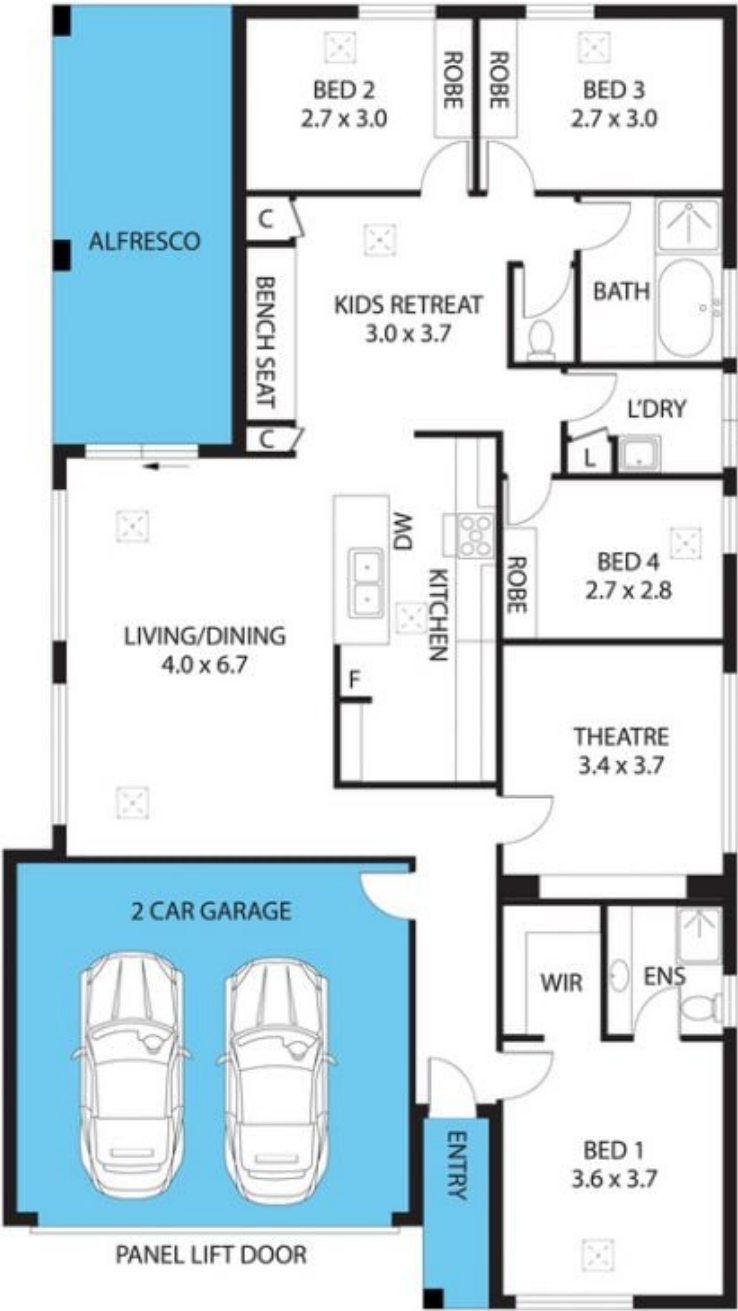 BED 2
2.7 x 3.0
ROBE
ROBE
BED 3
2.7 x 3.0
ALFRESCO
C
BENCH SEAT
C
KIDS RETREAT
3.0 x 3.7
BATH
L'DRY
L
DW
KITCHEN
F
ROBE
BED 4
2.7 x 2.8
LIVING/DINING
4.0 x 6.7
THEATRE
3.4 x 3.7
2 CAR GARAGE
WIR
ENS
ENTRY
BED 1
3.6 x 3.7
PANEL LIFT DOOR